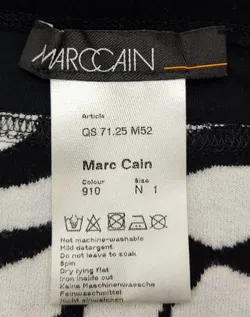 MARCCAIN
Article
QS 71.25 M52
Marc Cain
Colour Size
910 N 1
Not machine-washable
Mild detergent
Do not leave to soak
Spin
Dry lying flat
Iron inside out
Keine Maschinenwaesche
Feinwaschmittel
Nicht einweichen